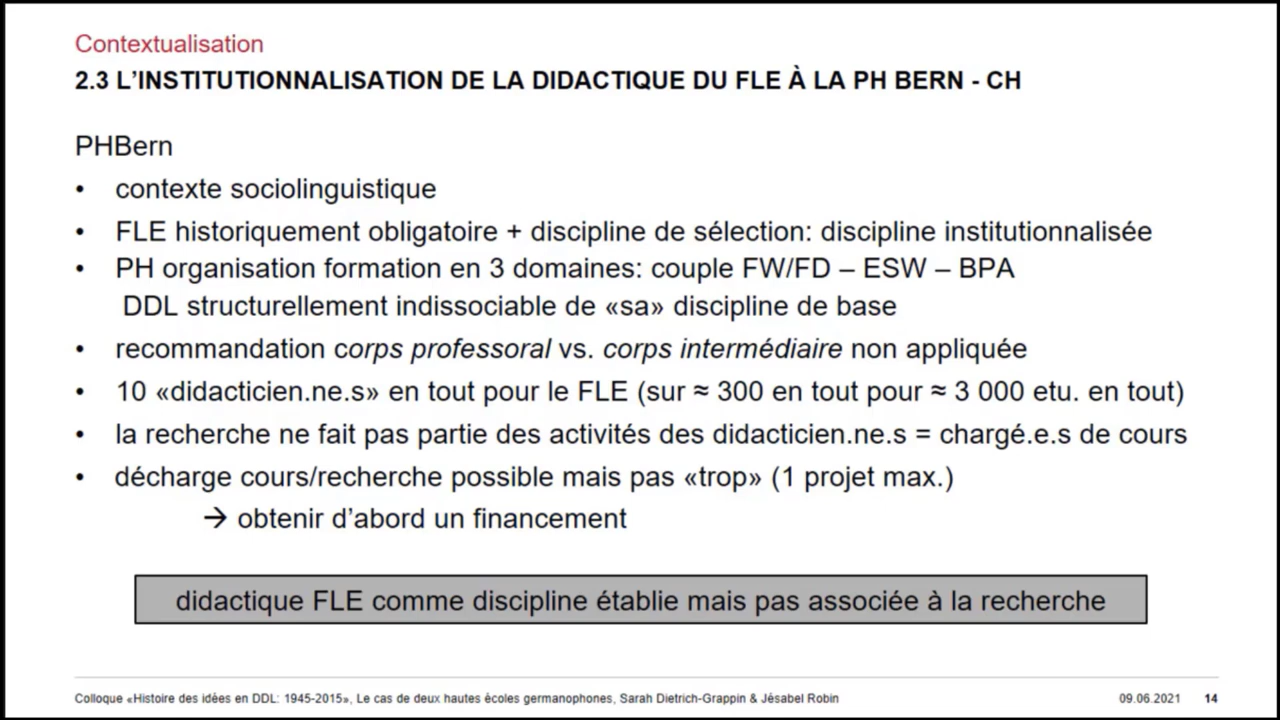 Contextualisation
2.3 L’INSTITUTIONNALISATION DE LA DIDACTIQUE DU FLE À LA PH BERN - CH
PHBern
• contexte sociolinguistique
• FLE historiquement obligatoire + discipline de sélection: discipline institutionnalisée
• PH organisation formation en 3 domaines: couple FW/FD – ESW – BPA
DDL structurellement indissociable de «sa» discipline de base
• recommandation corps professoral vs. corps intermédiaire non appliquée
• 10 «didacticien.ne.s» en tout pour le FLE (sur ≈ 300 en tout pour ≈ 3 000 etu. en tout)
• la recherche ne fait pas partie des activités des didacticien.ne.s = chargé.e.s de cours
• décharge cours/recherche possible mais pas «trop» (1 projet max.)
→ obtenir d’abord un financement
didactique FLE comme discipline établie mais pas associée à la recherche
Colloque «Histoire des idées en DDL: 1945-2015», Le cas de deux hautes écoles germanophones, Sarah Dietrich-Grappin & Jésabel Robin 09.06.2021 14